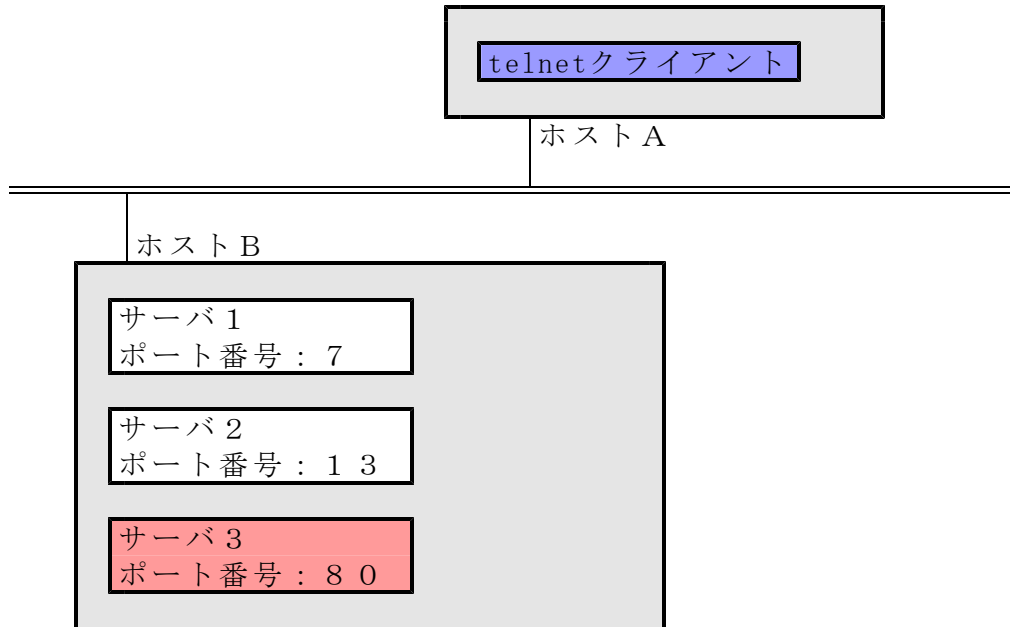 telnetクライアント
ホストA
ホストB
サーバ1
ポート番号:7
サーバ2
ポート番号:13
サーバ3
ポート番号:80